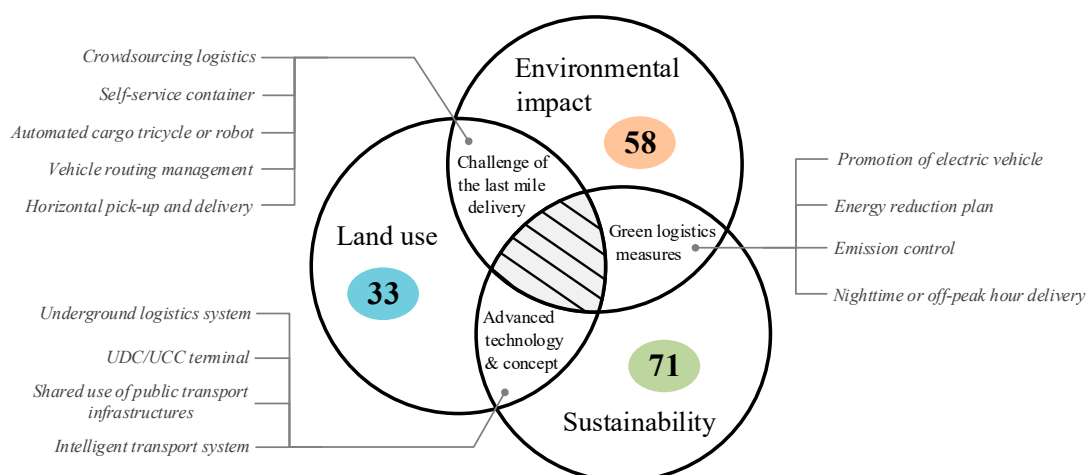 Crowdsourcing logistics
Self-service container
Automated cargo tricycle or robot
Vehicle routing management
Horizontal pick-up and delivery
Underground logistics system
UDC/UCC terminal
Shared use of public transport
infrastructures
Intelligent transport system
Environmental
impact
58
Challenge of
the last mile
delivery
Land use
33
Green logistics
measures
Advanced
technology
& concept
71
Sustainability
Promotion of electric vehicle
Energy reduction plan
Emission control
Nighttime or off-peak hour delivery